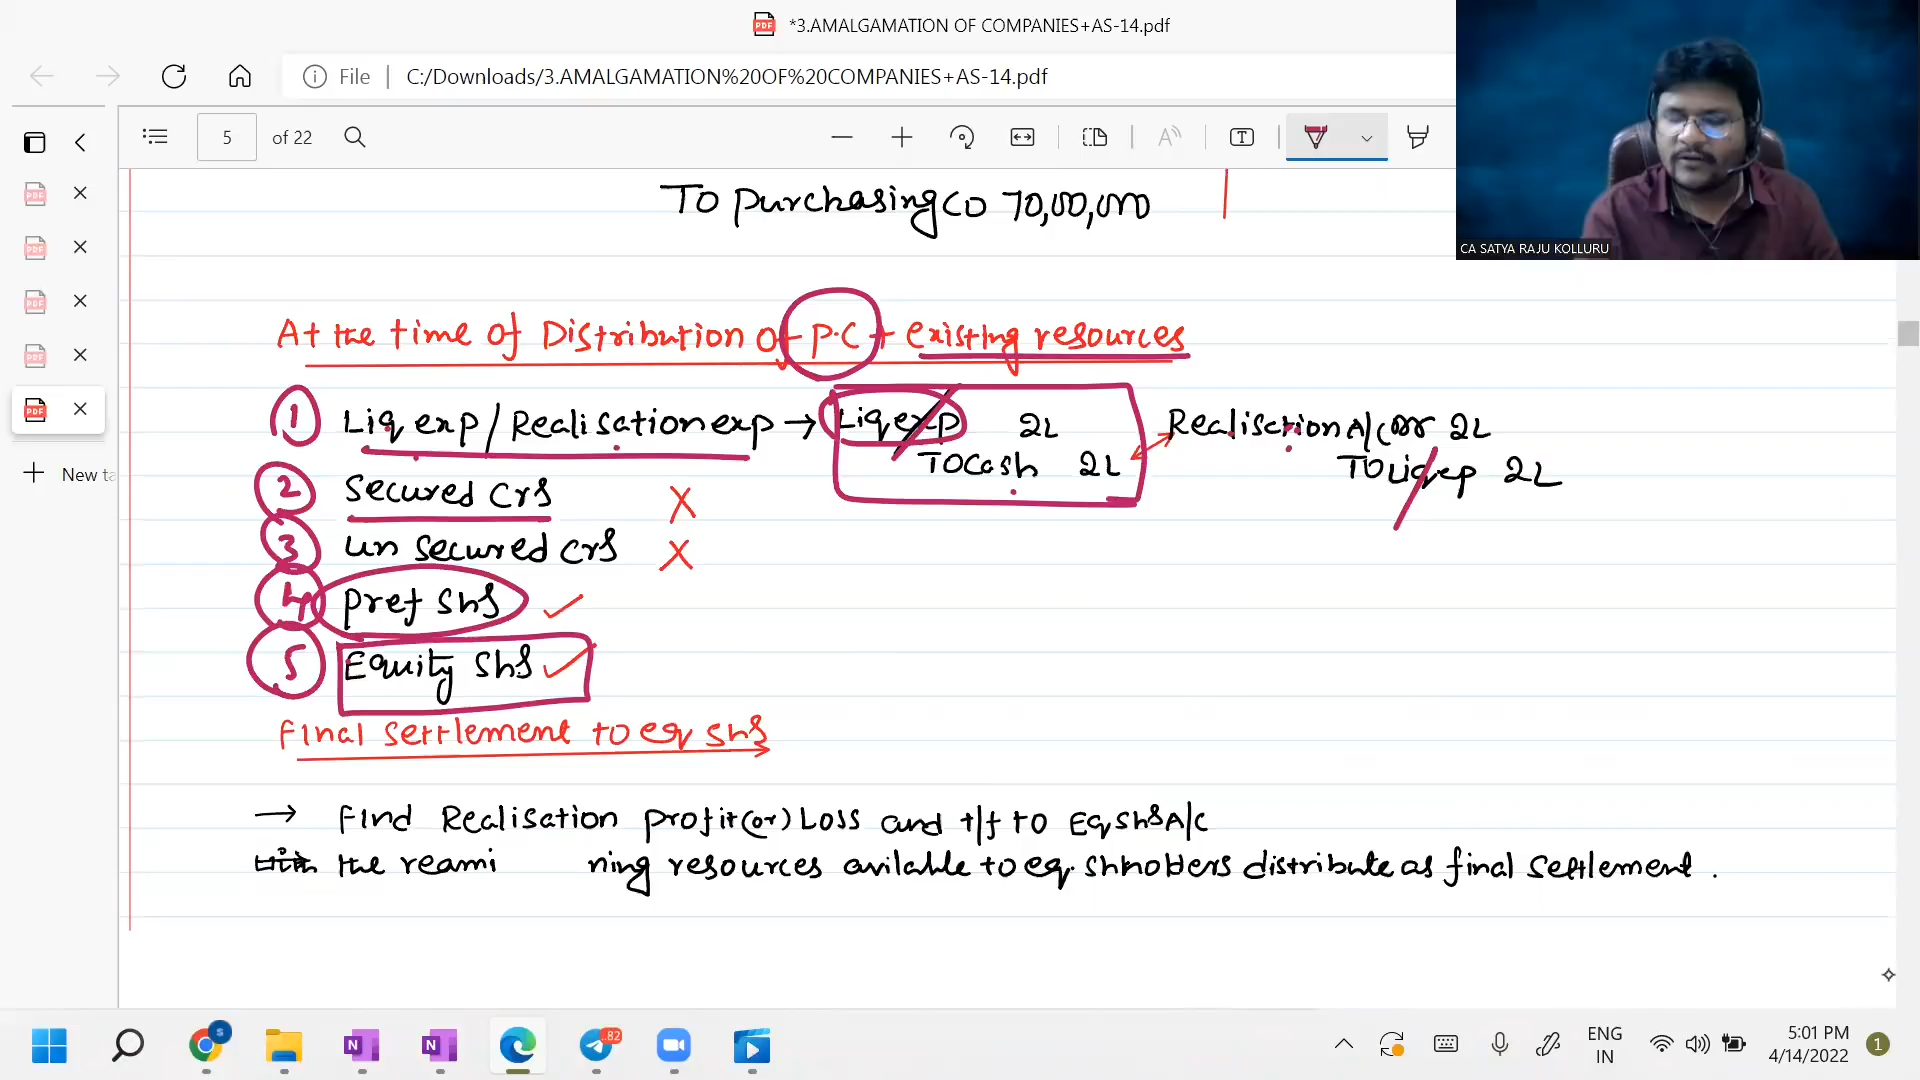 *3.AMALGAMATION OF COMPANIES+AS-14.pdf
File | C:/Downloads/3.AMALGAMATION%20OF%20COMPANIES+AS-14.pdf
5 of 22
CA SATYA RAJU KOLLURU
New ta
To purchasing co 70,00,000
At the time of Distribution of P.C + existing resources
1 Liq exp / Realisation exp → Liq exp 2L Realisation A/c Dr 2L
To Cash 2L To Liq ep 2L
2 Secured Crs X
3 un secured Crs X
4 Pref Shs ✓
5 Equity Shs ✓
Final settlement to eq shs
→ Find Realisation profit (or) Loss and t/f to Eq Shs A/c
the reami ning resources avilable to eq. shholders distribute as final settlement.
82
ENG
IN
5:01 PM
4/14/2022
1